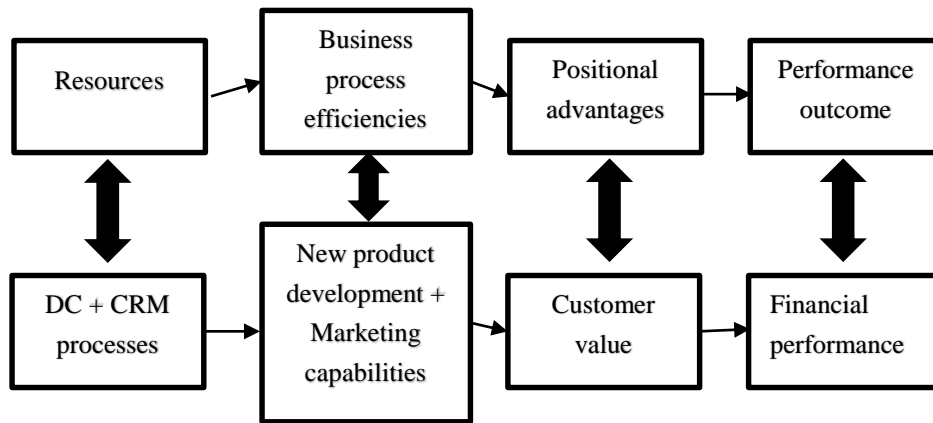 Resources
Business
process
efficiencies
Positional
advantages
Performance
outcome
DC + CRM
processes
New product
development +
Marketing
capabilities
Customer
value
Financial
performance